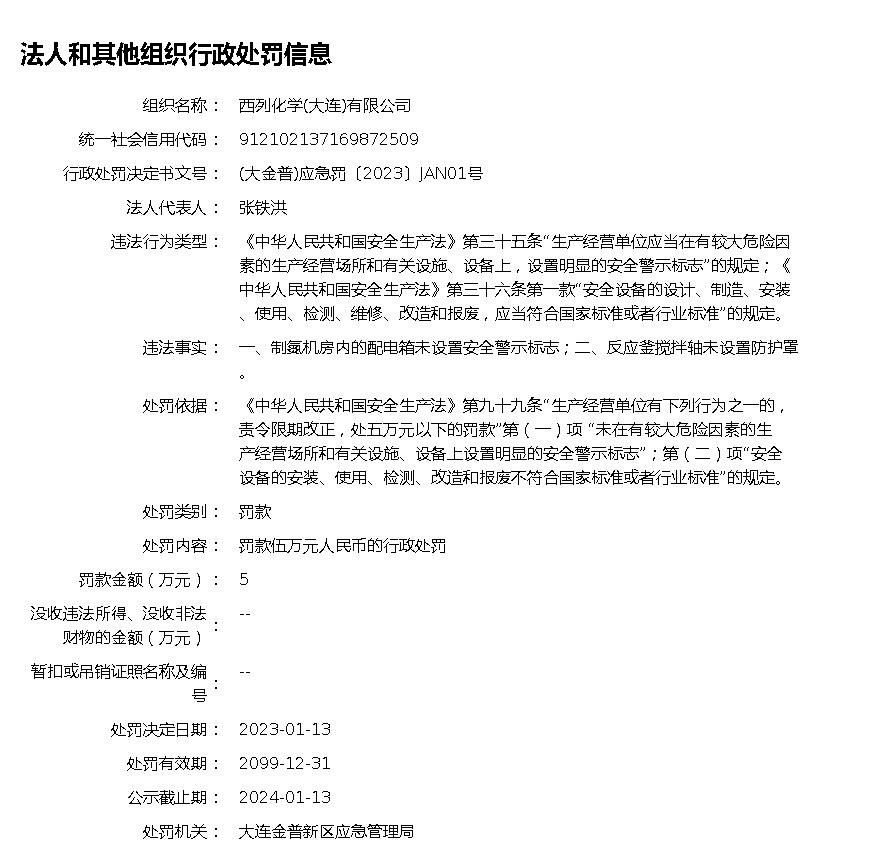 法人和其他组织行政处罚信息
组织名称： 西列化学(大连)有限公司
统一社会信用代码： 912102137169872509
行政处罚决定书文号： (大金普)应急罚〔2023〕JAN01号
法人代表人： 张铁洪
违法行为类型： 《中华人民共和国安全生产法》第三十五条“生产经营单位应当在有较大危险因
素的生产经营场所和有关设施、设备上，设置明显的安全警示标志”的规定；《
中华人民共和国安全生产法》第三十六条第一款“安全设备的设计、制造、安装
、使用、检测、维修、改造和报废，应当符合国家标准或者行业标准”的规定。
违法事实： 一、制氮机房内的配电箱未设置安全警示标志；二、反应釜搅拌轴未设置防护罩
。
处罚依据： 《中华人民共和国安全生产法》第九十九条“生产经营单位有下列行为之一的，
责令限期改正，处五万元以下的罚款”第（一）项 “未在有较大危险因素的生
产经营场所和有关设施、设备上设置明显的安全警示标志”；第（二）项“安全
设备的安装、使用、检测、改造和报废不符合国家标准或者行业标准”的规定。
处罚类别： 罚款
处罚内容： 罚款伍万元人民币的行政处罚
罚款金额（万元）： 5
没收违法所得、没收非法
财物的金额（万元）： --
暂扣或吊销证照名称及编
号： --
处罚决定日期： 2023-01-13
处罚有效期： 2099-12-31
公示截止期： 2024-01-13
处罚机关： 大连金普新区应急管理局